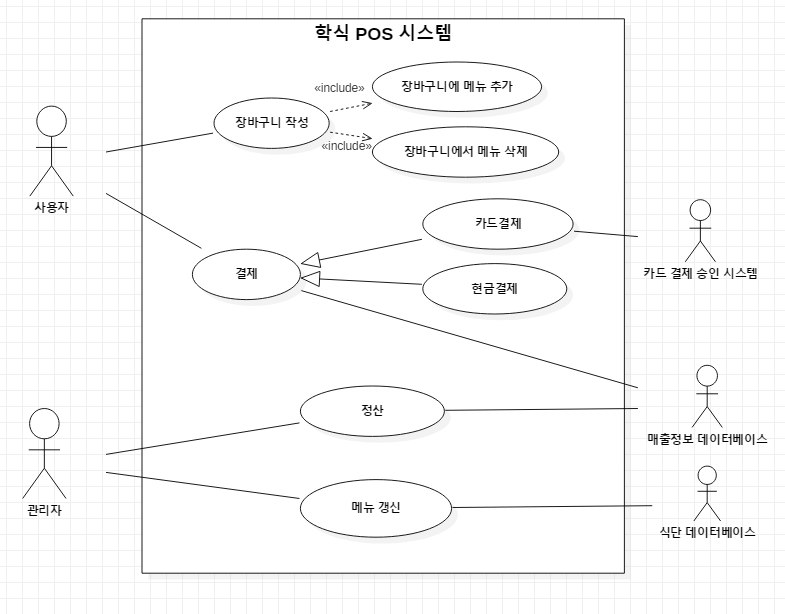 학식 POS 시스템
«include»
장바구니에 메뉴 추가
장바구니 작성
«include»
장바구니에서 메뉴 삭제
사용자
카드결제
결제
카드 결제 승인 시스템
현금결제
정산
매출정보 데이터베이스
관리자
메뉴 갱신
식단 데이터베이스